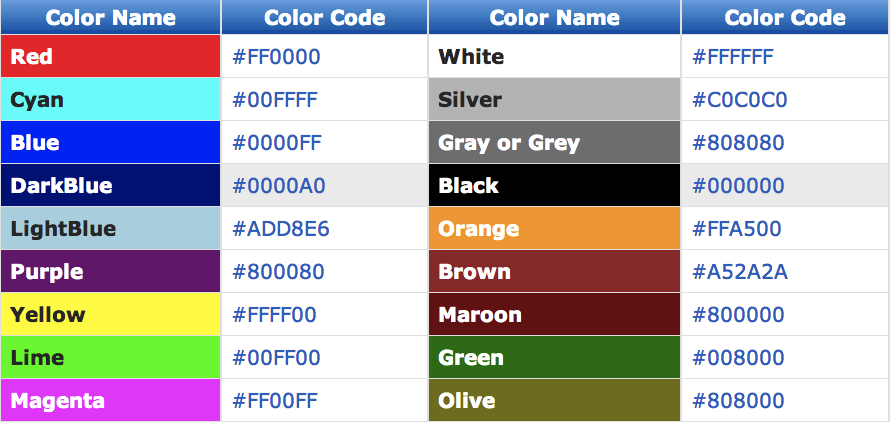 Color Name Color Code Color Name Color Code
Red #FF0000 White #FFFFFF
Cyan #00FFFF Silver #C0C0C0
Blue #0000FF Gray or Grey #808080
DarkBlue #0000A0 Black #000000
LightBlue #ADD8E6 Orange #FFA500
Purple #800080 Brown #A52A2A
Yellow #FFFF00 Maroon #800000
Lime #00FF00 Green #008000
Magenta #FF00FF Olive #808000